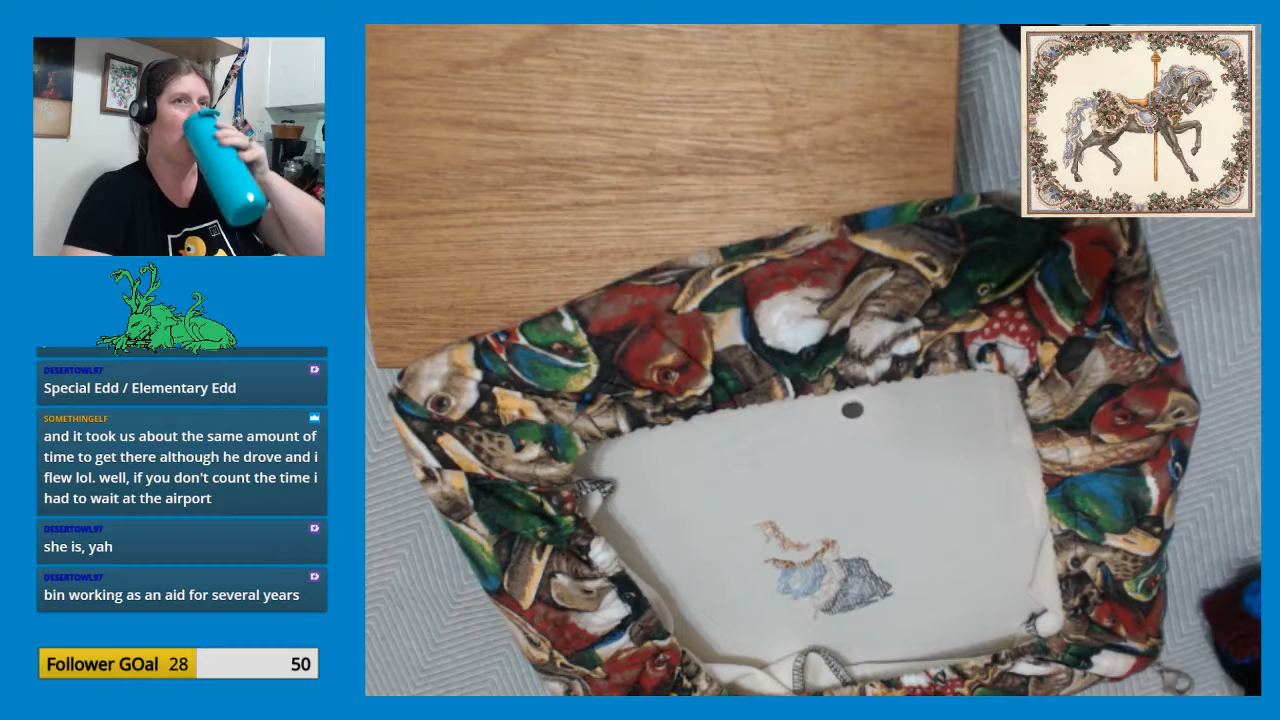 DESERTOWL97
Special Edd / Elementary Edd
SOMETHINGELF
and it took us about the same amount of
time to get there although he drove and i
flew lol. well, if you don't count the time i
had to wait at the airport
DESERTOWL97
she is, yah
DESERTOWL97
bin working as an aid for several years
Follower GOal 28 50